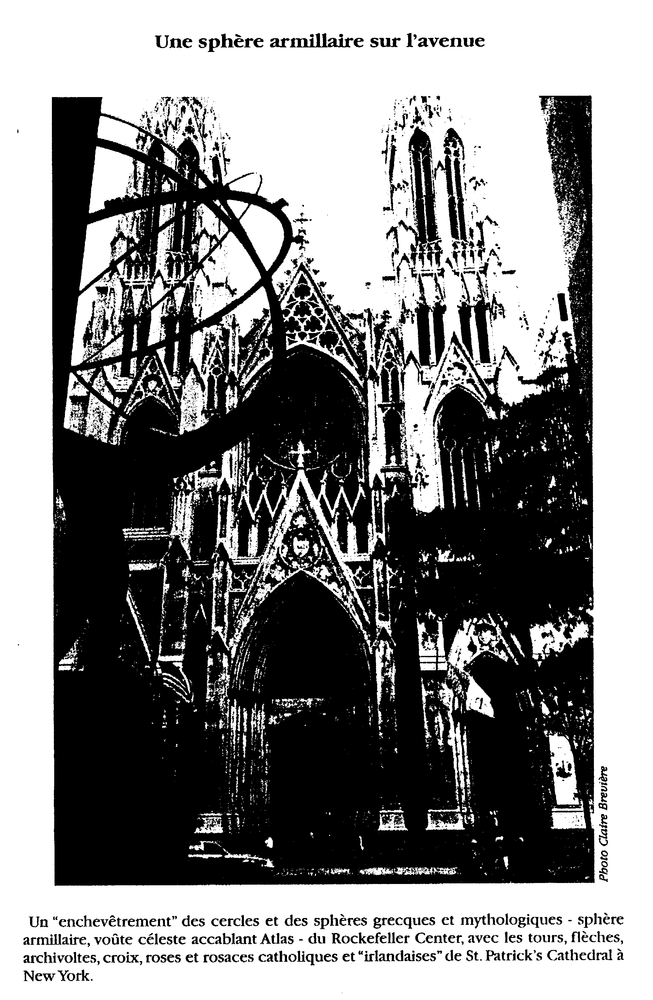 Une sphère armillaire sur l'avenue
Photo Claire Brevière
Un "enchevêtrement" des cercles et des sphères grecques et mythologiques - sphère
armillaire, voûte céleste accablant Atlas - du Rockefeller Center, avec les tours, flèches,
archivoltes, croix, roses et rosaces catholiques et "irlandaises" de St. Patrick's Cathedral à
New York.